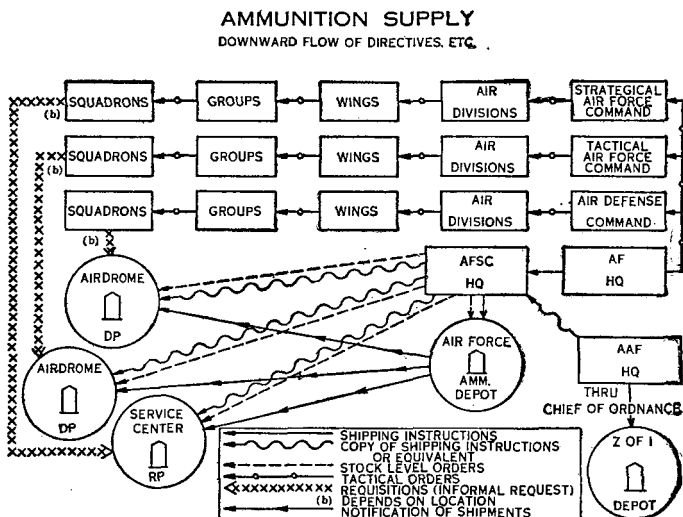 AMMUNITION SUPPLY
DOWNWARD FLOW OF DIRECTIVES, ETC.
SQUADRONS
GROUPS
WINGS
AIR
DIVISIONS
STRATEGICAL
AIR FORCE
COMMAND
(b)
SQUADRONS
GROUPS
WINGS
AIR
DIVISIONS
TACTICAL
AIR FORCE
COMMAND
(b)
SQUADRONS
GROUPS
WINGS
AIR
DIVISIONS
AIR DEFENSE
COMMAND
(b)
AFSC
HQ
AF
HQ
AIRDROME
DP
AIR FORCE
AMM.
DEPOT
AAF
HQ
THRU
CHIEF OF ORDNANCE
AIRDROME
DP
SERVICE
CENTER
RP
Z OF I
DEPOT
SHIPPING INSTRUCTIONS
COPY OF SHIPPING INSTRUCTIONS
OR EQUIVALENT
STOCK LEVEL ORDERS
TACTICAL ORDERS
REQUISITIONS (INFORMAL REQUEST)
(b) DEPENDS ON LOCATION
NOTIFICATION OF SHIPMENTS